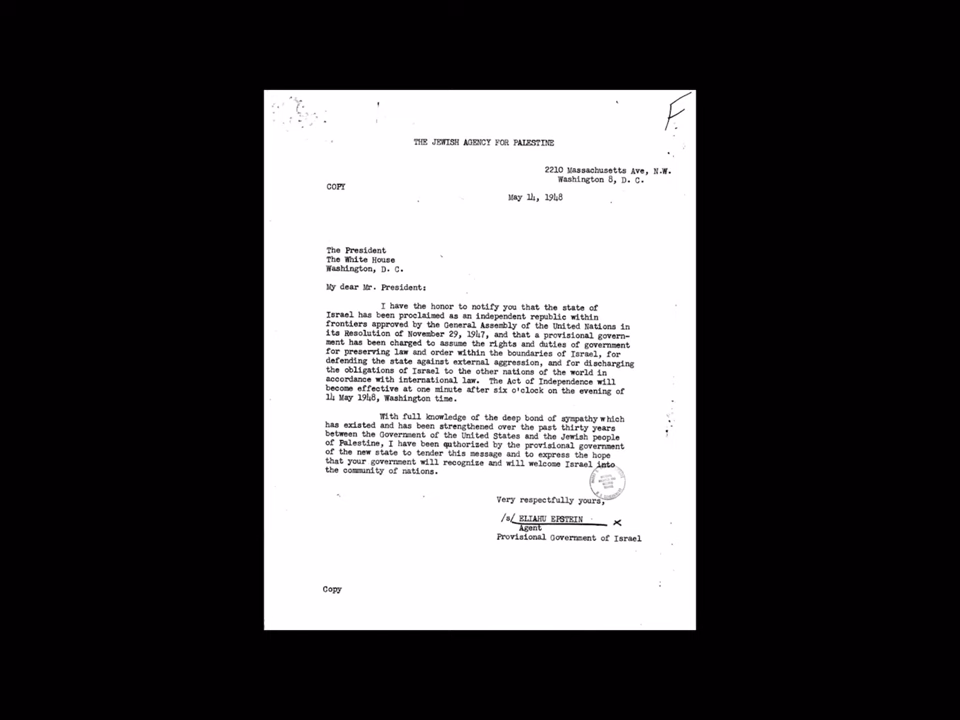 F
THE JEWISH AGENCY FOR PALESTINE
2210 Massachusetts Ave, N.W.
Washington 8, D. C.
COPY
May 14, 1948
The President
The White House
Washington, D. C.
My dear Mr. President:
I have the honor to notify you that the state of
Israel has been proclaimed as an independent republic within
frontiers approved by the General Assembly of the United Nations in
its Resolution of November 29, 1947, and that a provisional govern-
ment has been charged to assume the rights and duties of government
for preserving law and order within the boundaries of Israel, for
defending the state against external aggression, and for discharging
the obligations of Israel to the other nations of the world in
accordance with international law. The Act of Independence will
become effective at one minute after six o'clock on the evening of
14 May 1948, Washington time.
With full knowledge of the deep bond of sympathy which
has existed and has been strengthened over the past thirty years
between the Government of the United States and the Jewish people
of Palestine, I have been authorized by the provisional government
of the new state to tender this message and to express the hope
that your government will recognize and will welcome Israel into
the community of nations.
Very respectfully yours,
/s/ ELIAHU EPSTEIN x
Agent
Provisional Government of Israel
Copy